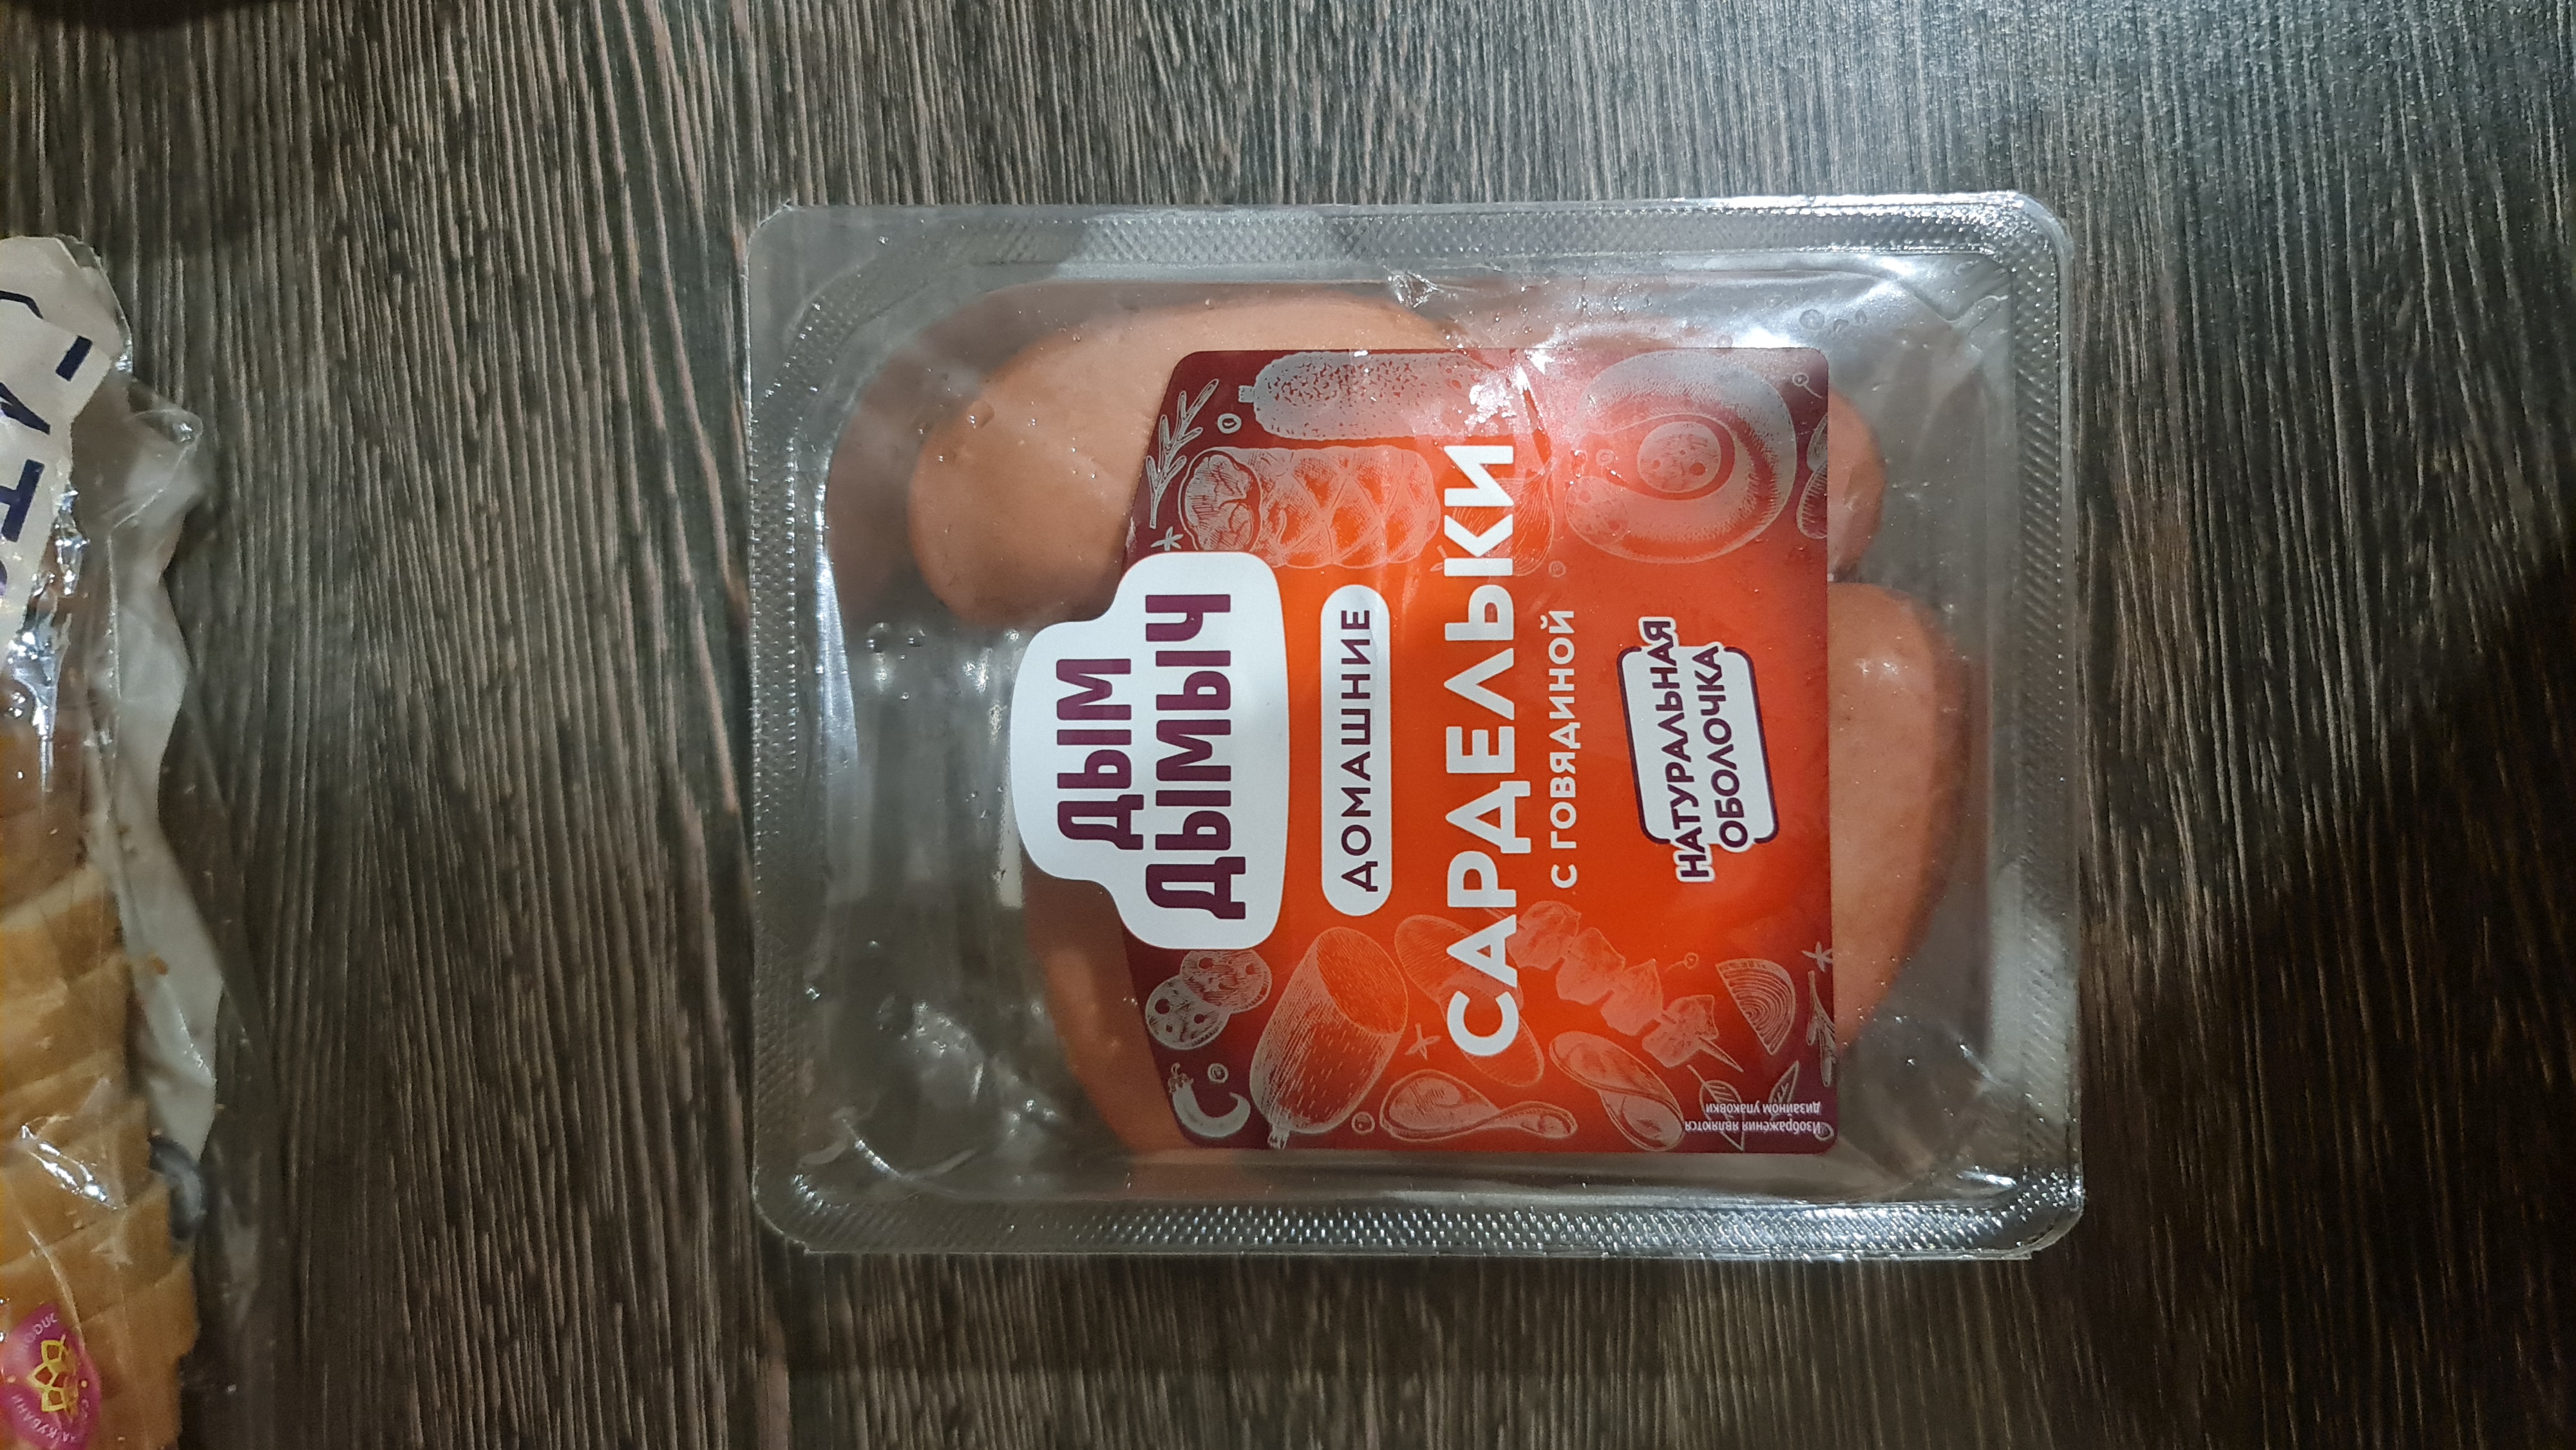 ДЫМ
ДЫМЫЧ
ДОМАШНИЕ
САРДЕЛЬКИ
С ГОВЯДИНОЙ
НАТУРАЛЬНАЯ
ОБОЛОЧКА
Изображения являются
дизайном упаковки